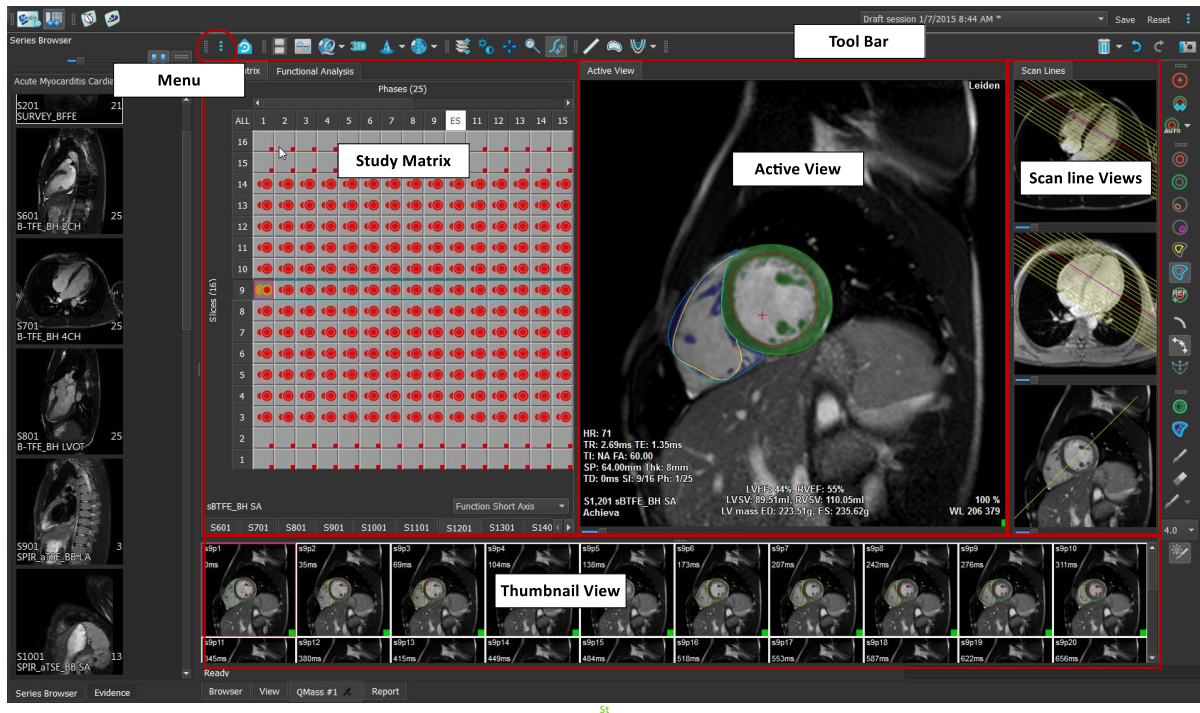 Draft session 1/7/2015 8:44 AM *
Save
Reset
Series Browser
Tool Bar
Menu
Acute Myocarditis Cardia
trix
Functional Analysis
Active View
Scan Lines
S201 21
SURVEY_BFFE
S601 25
B-TFE_BH 2CH
S701 25
B-TFE_BH 4CH
S801 25
B-TFE_BH LVOT
S901 3
SPIR_aTSE_BB LA
S1001 13
SPIR_aTSE_BB SA
Series Browser
Evidence
Phases (25)
ALL 1 2 3 4 5 6 7 8 9 ES 11 12 13 14 15
16
15
14
13
12
11
10
9
8
7
6
5
4
3
2
1
Slices (16)
Study Matrix
sBTFE_BH SA
Function Short Axis
S601 S701 S801 S901 S1001 S1101 S1201 S1301 S140
Leiden
Active View
HR: 71
TR: 2.69ms TE: 1.35ms
TI: NA FA: 60.00
SP: 64.00mm Thk: 8mm
TD: 0ms Sl: 9/16 Ph: 1/25
S1.201 sBTFE_BH SA
Achieva
LVEF: 44%, RVEF: 55%
LVSV: 89.51ml, RVSV: 110.05ml
LV mass ED: 223.51g, ES: 235.62g
100 %
WL 206 379
Scan line Views
3D
AUTO
REF
4.0
s9p1 s9p2 s9p3 s9p4 s9p5 s9p6 s9p7 s9p8 s9p9 s9p10
0ms 35ms 69ms 104ms 138ms 173ms 207ms 242ms 276ms 311ms
Thumbnail View
s9p11 s9p12 s9p13 s9p14 s9p15 s9p16 s9p17 s9p18 s9p19 s9p20
345ms 380ms 415ms 449ms 484ms 518ms 553ms 587ms 622ms 656ms
Ready
Browser
View
QMass #1
Report
St